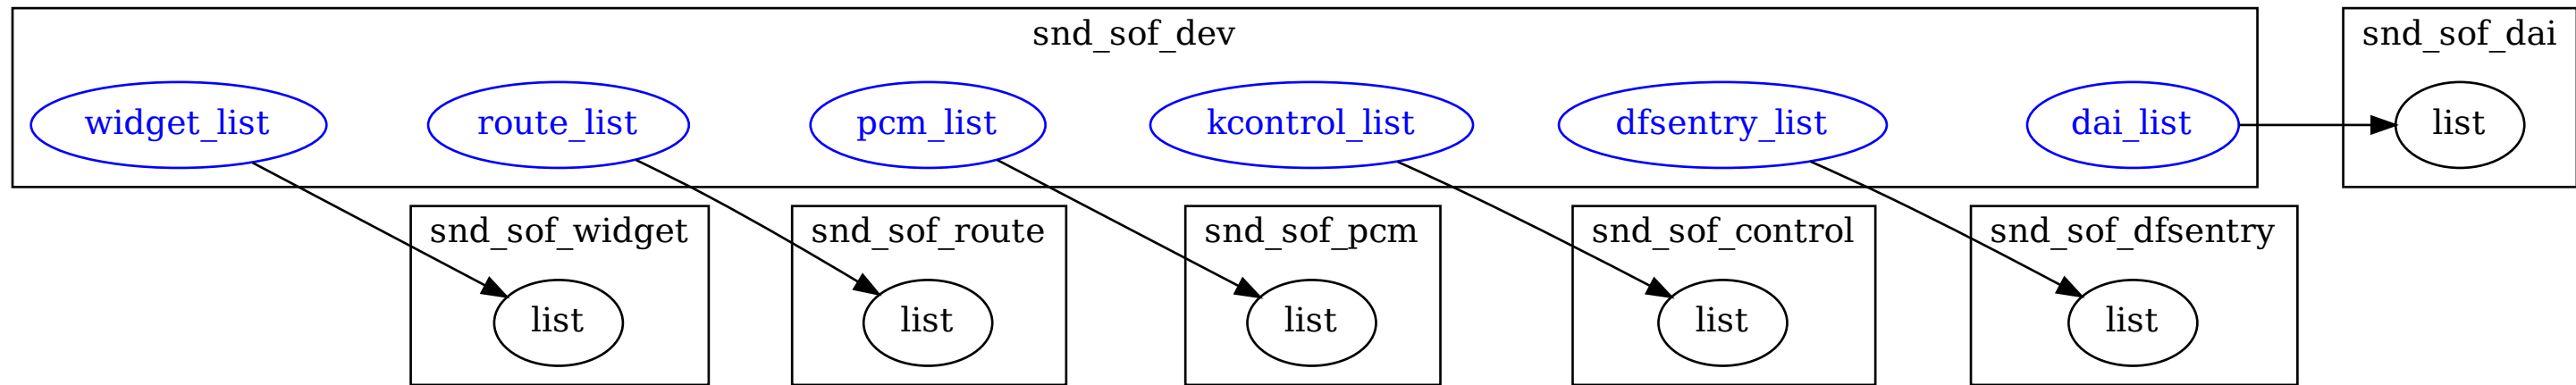 snd_sof_dev
snd_sof_dai
widget_list
route_list
pcm_list
kcontrol_list
dfsentry_list
dai_list
list
snd_sof_widget
snd_sof_route
snd_sof_pcm
snd_sof_control
snd_sof_dfsentry
list
list
list
list
list